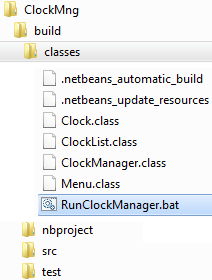 ClockMng
build
classes
.netbeans_automatic_build
.netbeans_update_resources
Clock.class
ClockList.class
ClockManager.class
Menu.class
RunClockManager.bat
nbproject
src
test